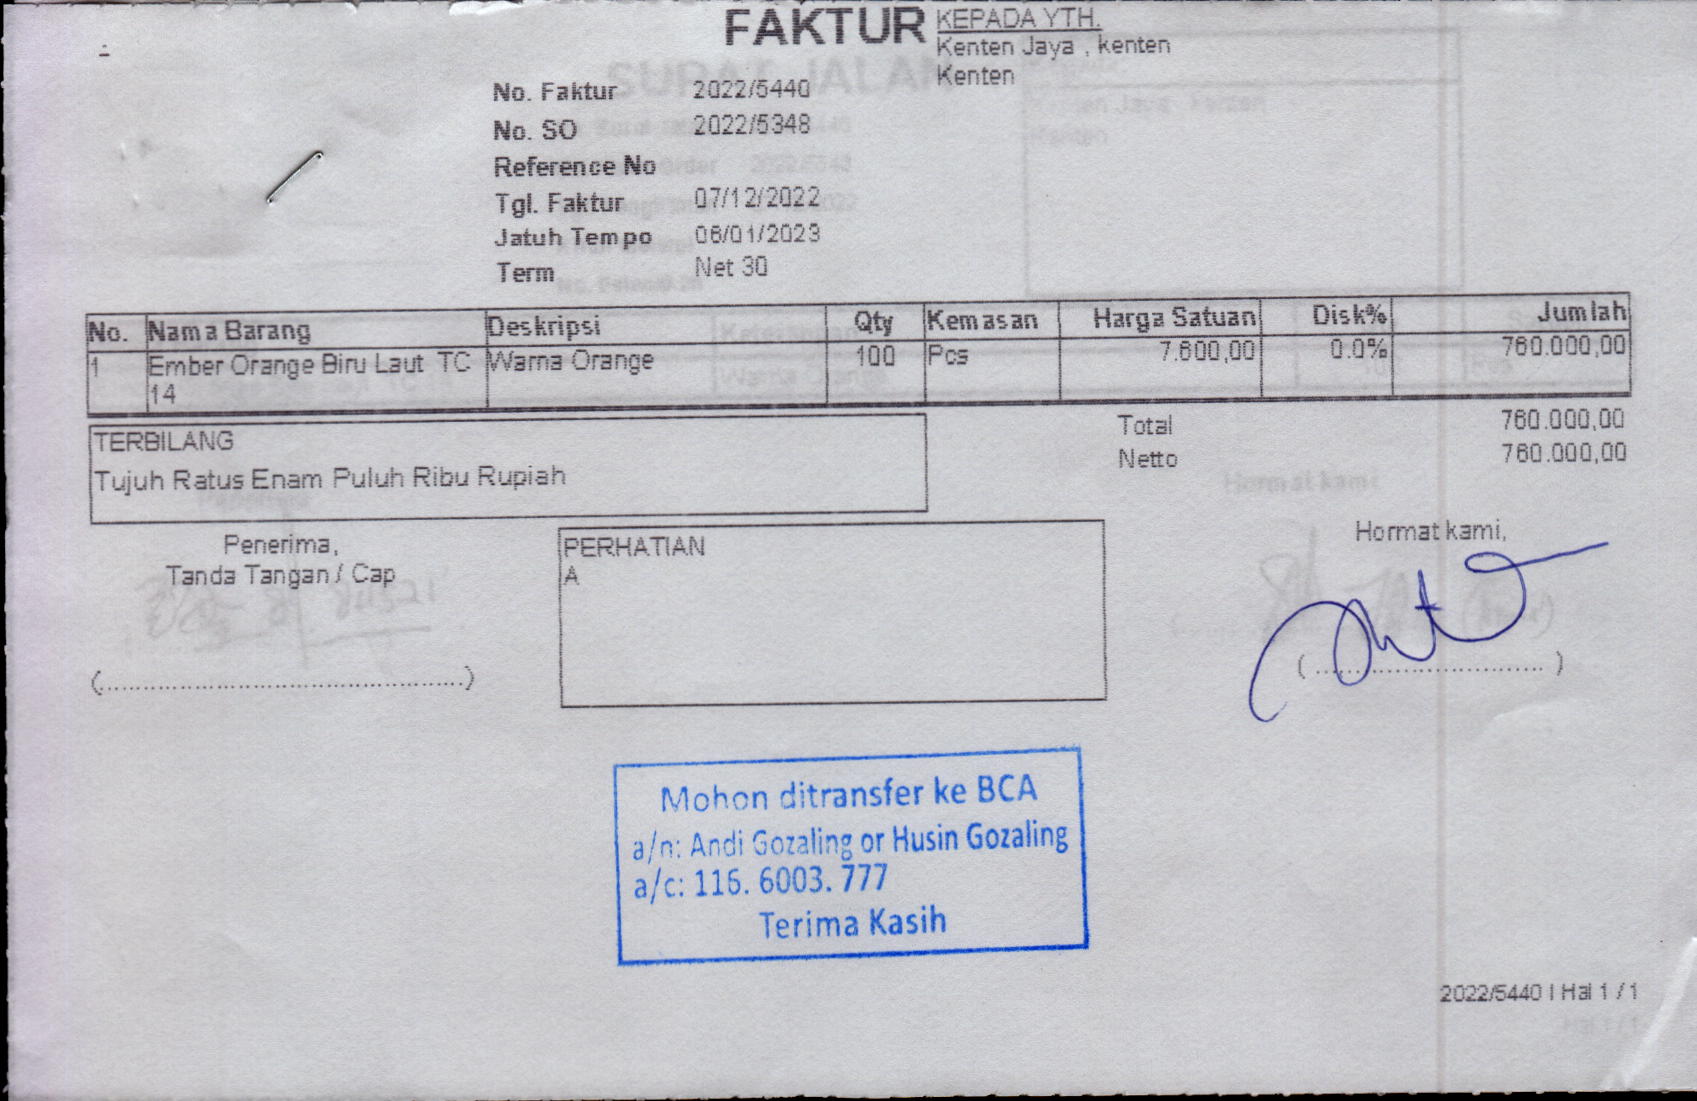 FAKTUR
KEPADA YTH.
Kenten Jaya , kenten
Kenten
No. Faktur 2022/5440
No. SO 2022/5348
Reference No
Tgl. Faktur 07/12/2022
Jatuh Tempo 06/01/2023
Term Net 30
No. Nama Barang Deskripsi Qty Kemasan Harga Satuan Disk% Jumlah
1 Ember Orange Biru Laut TC Warna Orange 100 Pcs 7.600,00 0.0% 760.000,00
14
Total 760.000,00
Netto 760.000,00
TERBILANG
Tujuh Ratus Enam Puluh Ribu Rupiah
Penerima,
Tanda Tangan / Cap
(................................................)
PERHATIAN
A
Hormat kami,
(................................)
Mohon ditransfer ke BCA
a/n: Andi Gozaling or Husin Gozaling
a/c: 116. 6003. 777
Terima Kasih
2022/5440 | Hal 1 / 1